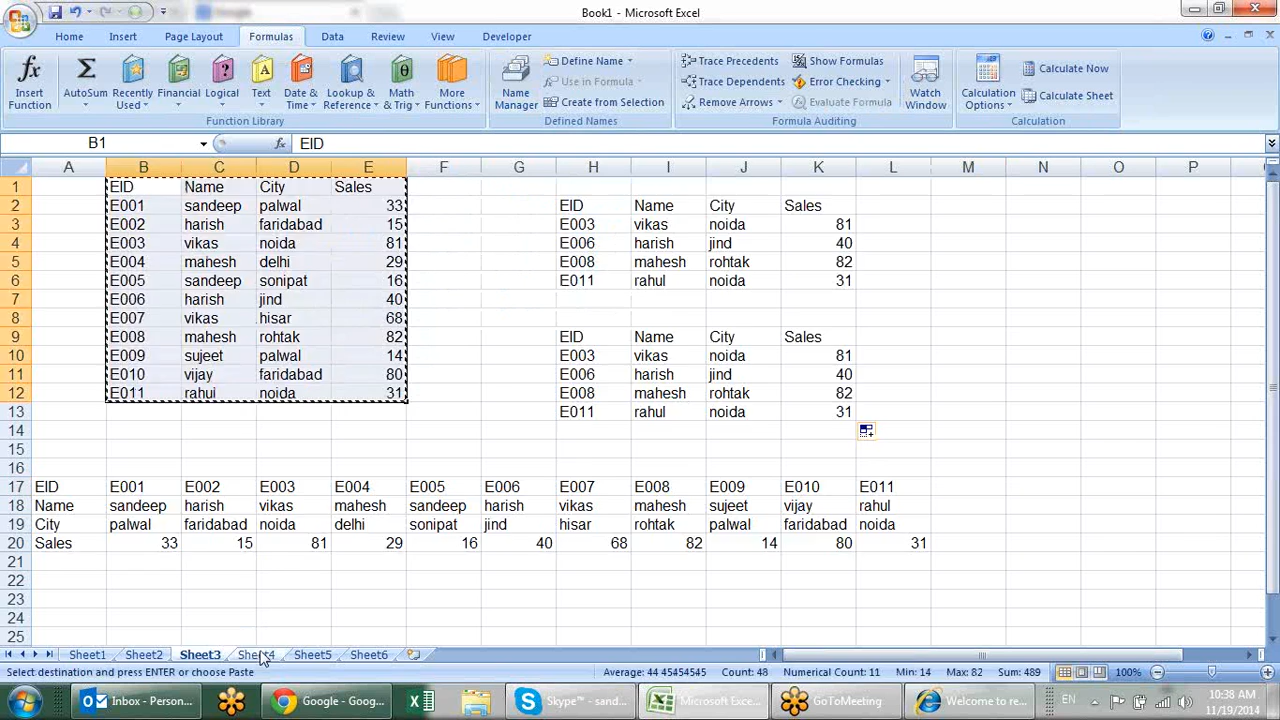 Book1 - Microsoft Excel
Home Insert Page Layout Formulas Data Review View Developer
Insert Function
AutoSum
Recently Used
Financial
Logical
Text
Date & Time
Lookup & Reference
Math & Trig
More Functions
Function Library
Name Manager
Define Name
Use in Formula
Create from Selection
Defined Names
Trace Precedents
Trace Dependents
Remove Arrows
Show Formulas
Error Checking
Evaluate Formula
Formula Auditing
Watch Window
Calculation Options
Calculate Now
Calculate Sheet
Calculation
B1 fx EID
A B C D E F G H I J K L M N O P
1 EID Name City Sales
2 E001 sandeep palwal 33 EID Name City Sales
3 E002 harish faridabad 15 E003 vikas noida 81
4 E003 vikas noida 81 E006 harish jind 40
5 E004 mahesh delhi 29 E008 mahesh rohtak 82
6 E005 sandeep sonipat 16 E011 rahul noida 31
7 E006 harish jind 40
8 E007 vikas hisar 68
9 E008 mahesh rohtak 82 EID Name City Sales
10 E009 sujeet palwal 14 E003 vikas noida 81
11 E010 vijay faridabad 80 E006 harish jind 40
12 E011 rahul noida 31 E008 mahesh rohtak 82
13 E011 rahul noida 31
14
15
16
17 EID E001 E002 E003 E004 E005 E006 E007 E008 E009 E010 E011
18 Name sandeep harish vikas mahesh sandeep harish vikas mahesh sujeet vijay rahul
19 City palwal faridabad noida delhi sonipat jind hisar rohtak palwal faridabad noida
20 Sales 33 15 81 29 16 40 68 82 14 80 31
21
22
23
24
25
Sheet1 Sheet2 Sheet3 Sheet4 Sheet5 Sheet6
Select destination and press ENTER or choose Paste Average: 44.45454545 Count: 48 Numerical Count: 11 Min: 14 Max: 82 Sum: 489 100%
Inbox - Person... Google - Goog... Skype™ - sand... Microsoft Exce... GoToMeeting Welcome to re... EN 10:38 AM
11/19/2014